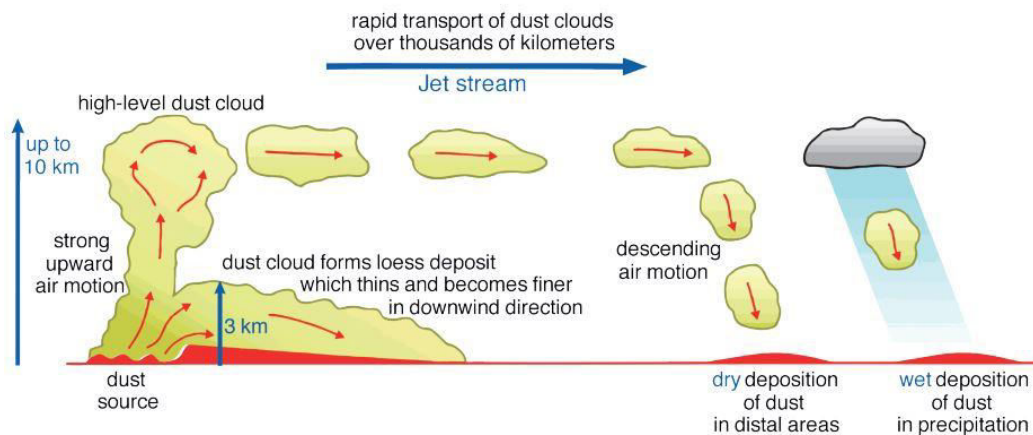 rapid transport of dust clouds
over thousands of kilometers
Jet stream
high-level dust cloud
up to
10 km
strong
upward
air motion
dust cloud forms loess deposit
which thins and becomes finer
in downwind direction
3 km
descending
air motion
dust
source
dry deposition
of dust
in distal areas
wet deposition
of dust
in precipitation